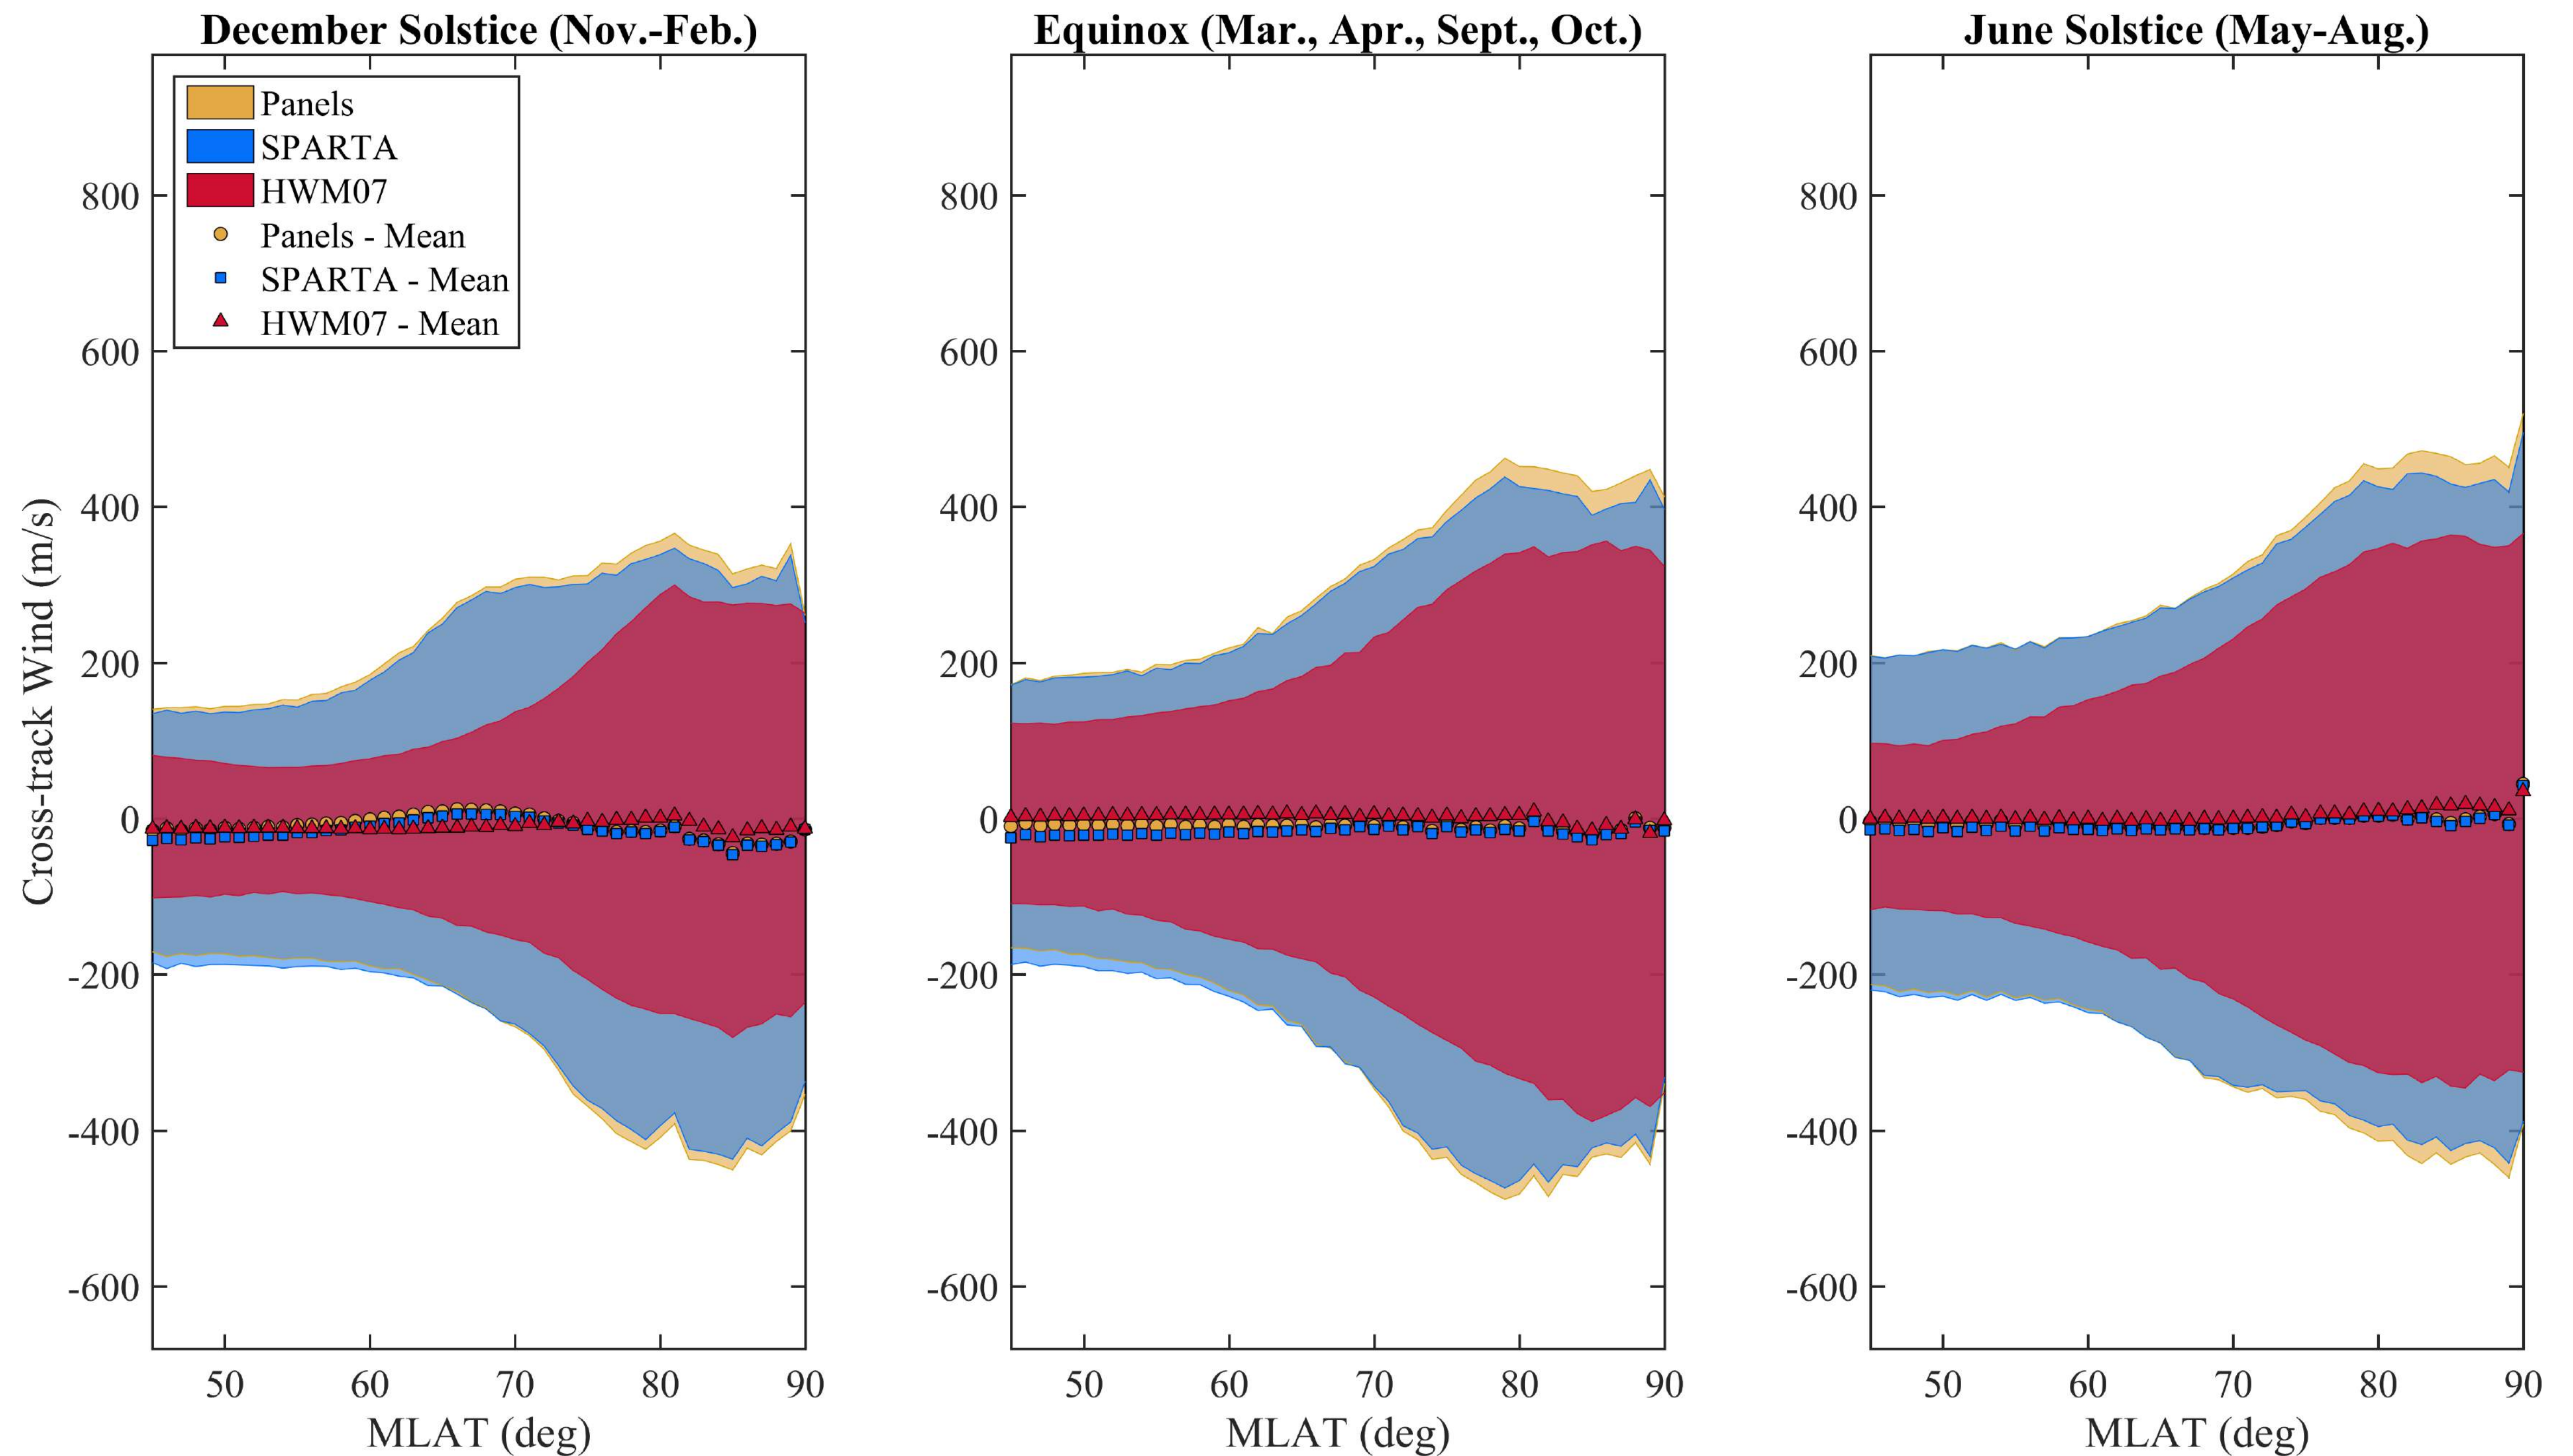 December Solstice (Nov.-Feb.)
Equinox (Mar., Apr., Sept., Oct.)
June Solstice (May-Aug.)
Panels
SPARTA
HWM07
Panels - Mean
SPARTA - Mean
HWM07 - Mean
Cross-track Wind (m/s)
800
600
400
200
0
-200
-400
-600
800
600
400
200
0
-200
-400
-600
800
600
400
200
0
-200
-400
-600
50 60 70 80 90
50 60 70 80 90
50 60 70 80 90
MLAT (deg)
MLAT (deg)
MLAT (deg)